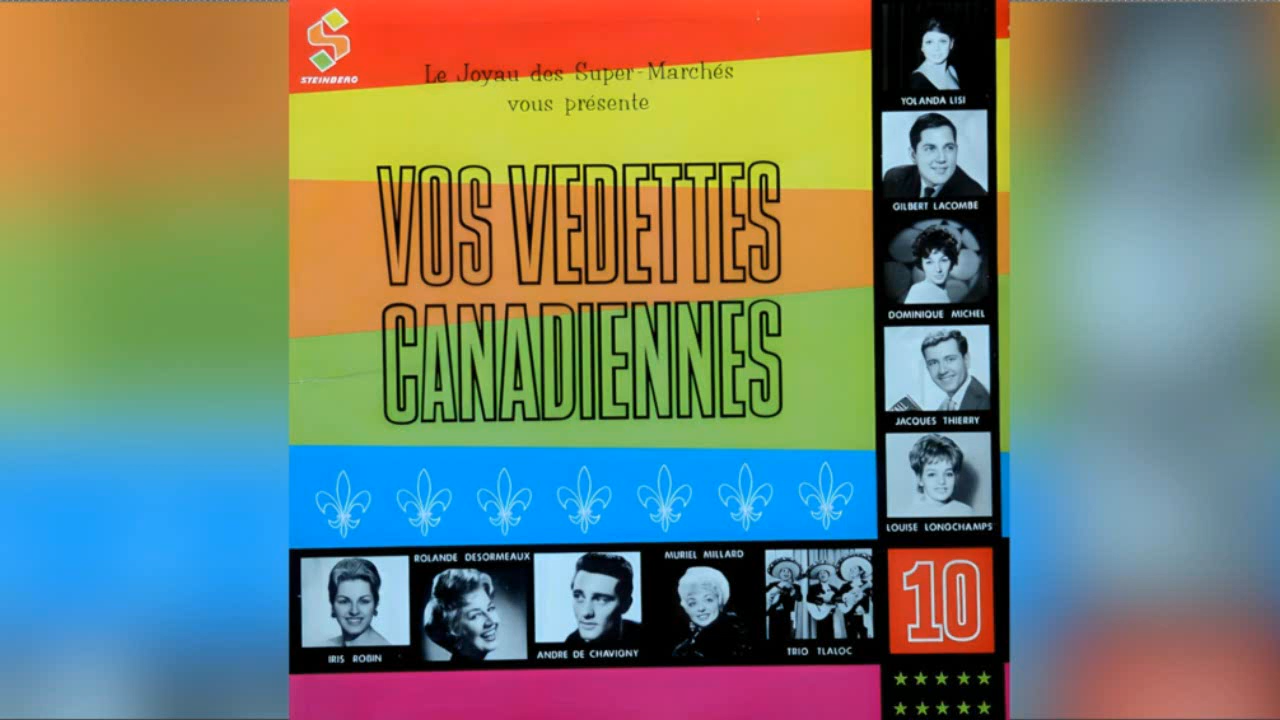 STEINBERG
Le Joyau des Super-Marchés
vous présente
VOS VEDETTES
CANADIENNES
YOLANDA LISI
GILBERT LACOMBE
DOMINIQUE MICHEL
JACQUES THIERRY
LOUISE LONGCHAMPS
IRIS ROBIN
ROLANDE DESORMEAUX
ANDRE DE CHAVIGNY
MURIEL MILLARD
TRIO TLALOC
10